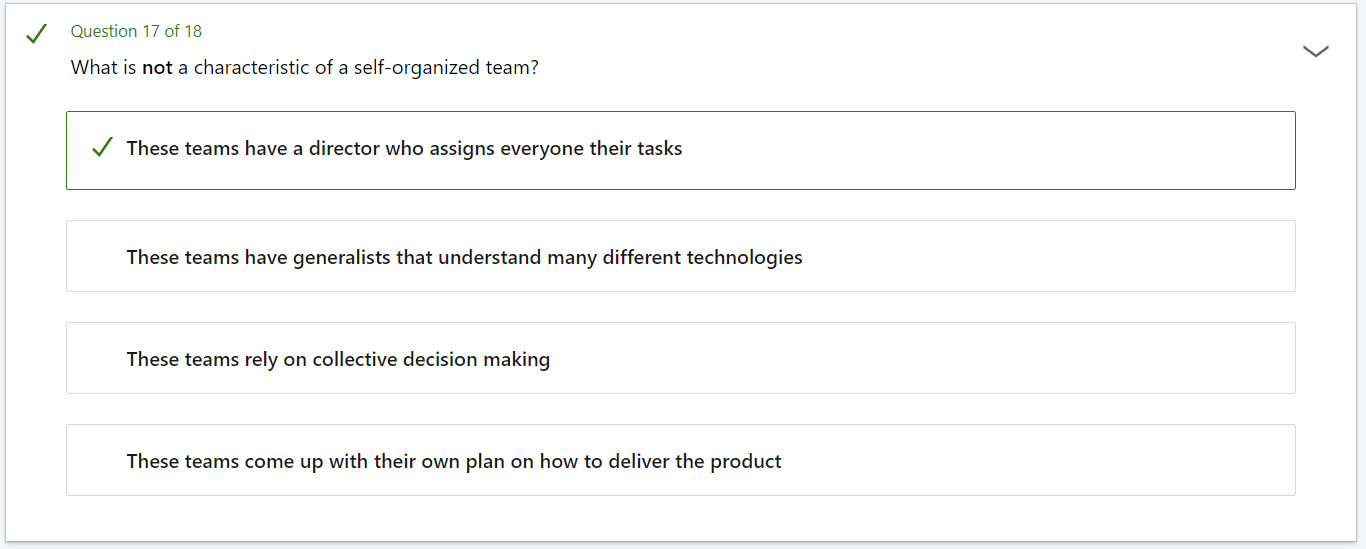 Question 17 of 18
What is not a characteristic of a self-organized team?
These teams have a director who assigns everyone their tasks
These teams have generalists that understand many different technologies
These teams rely on collective decision making
These teams come up with their own plan on how to deliver the product